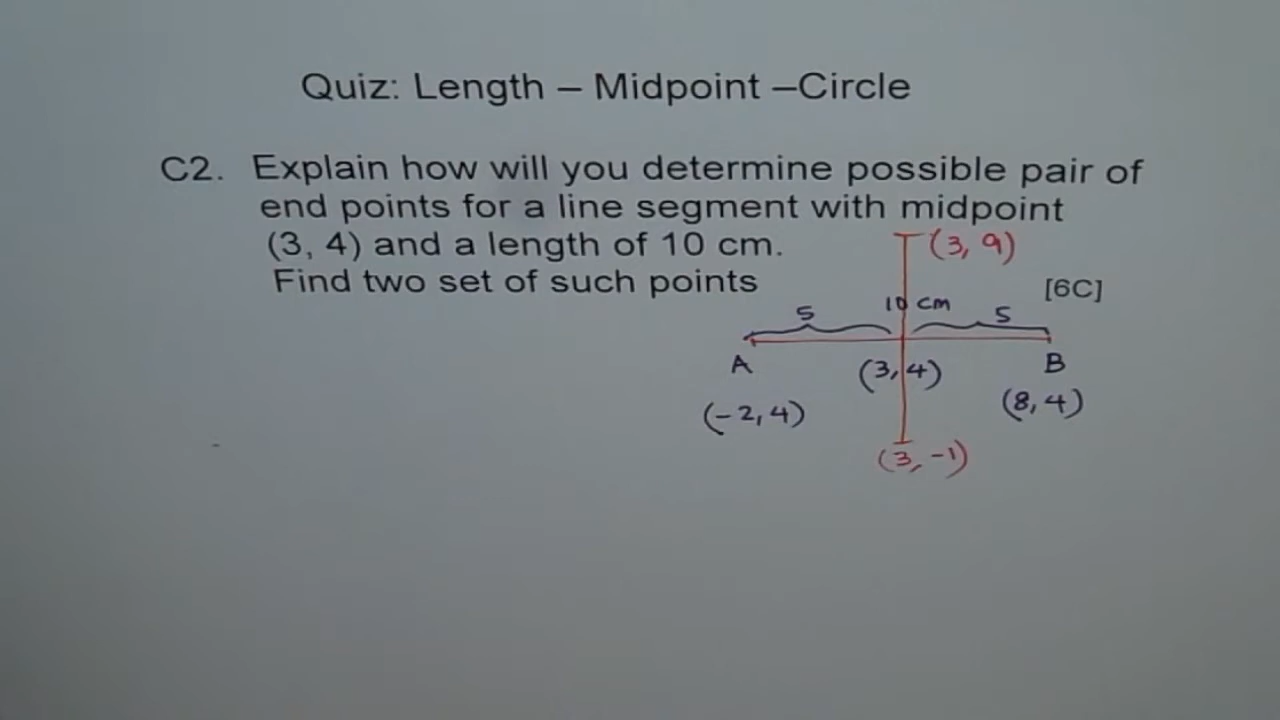 Quiz: Length – Midpoint –Circle
C2. Explain how will you determine possible pair of
end points for a line segment with midpoint
(3, 4) and a length of 10 cm.
(3, 9)
Find two set of such points
[6C]
10 cm
5
5
A
(3, 4)
B
(-2, 4)
(8, 4)
(3, -1)